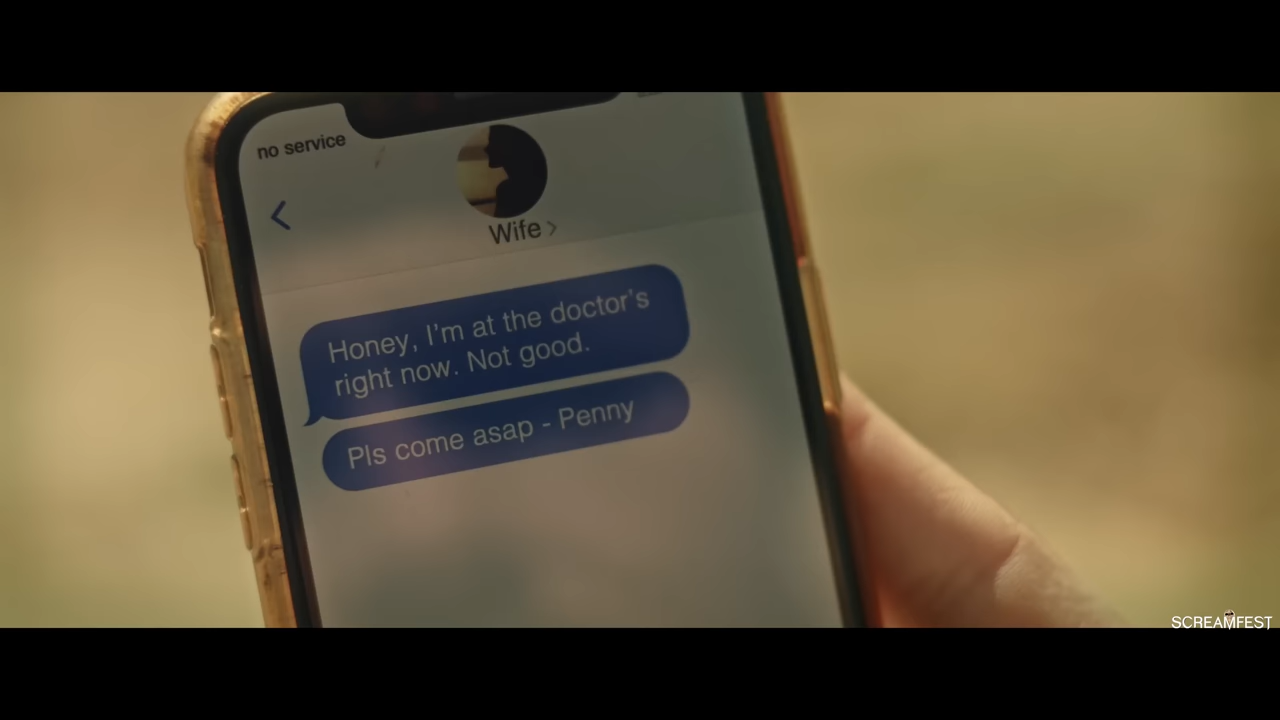 no service
Wife
Honey, I'm at the doctor's
right now. Not good.
Pls come asap - Penny
SCREAMFEST